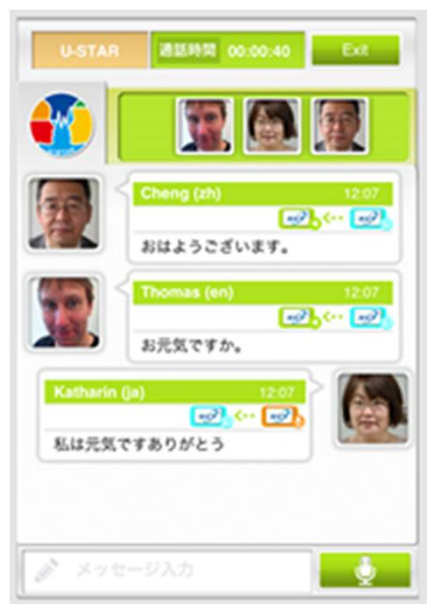 U-STAR 通話時間 00:00:40 Exit
Cheng (zh) 12:07
おはようございます。
Thomas (en) 12:07
お元気ですか。
Katharin (ja) 12:07
私は元気ですありがとう
メッセージ入力